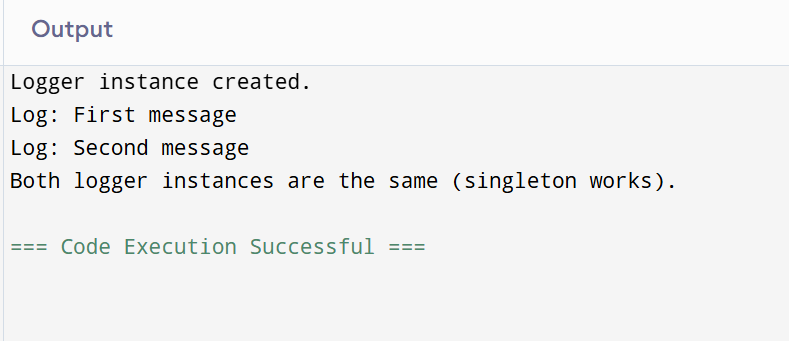 Output
Logger instance created.
Log: First message
Log: Second message
Both logger instances are the same (singleton works).
=== Code Execution Successful ===